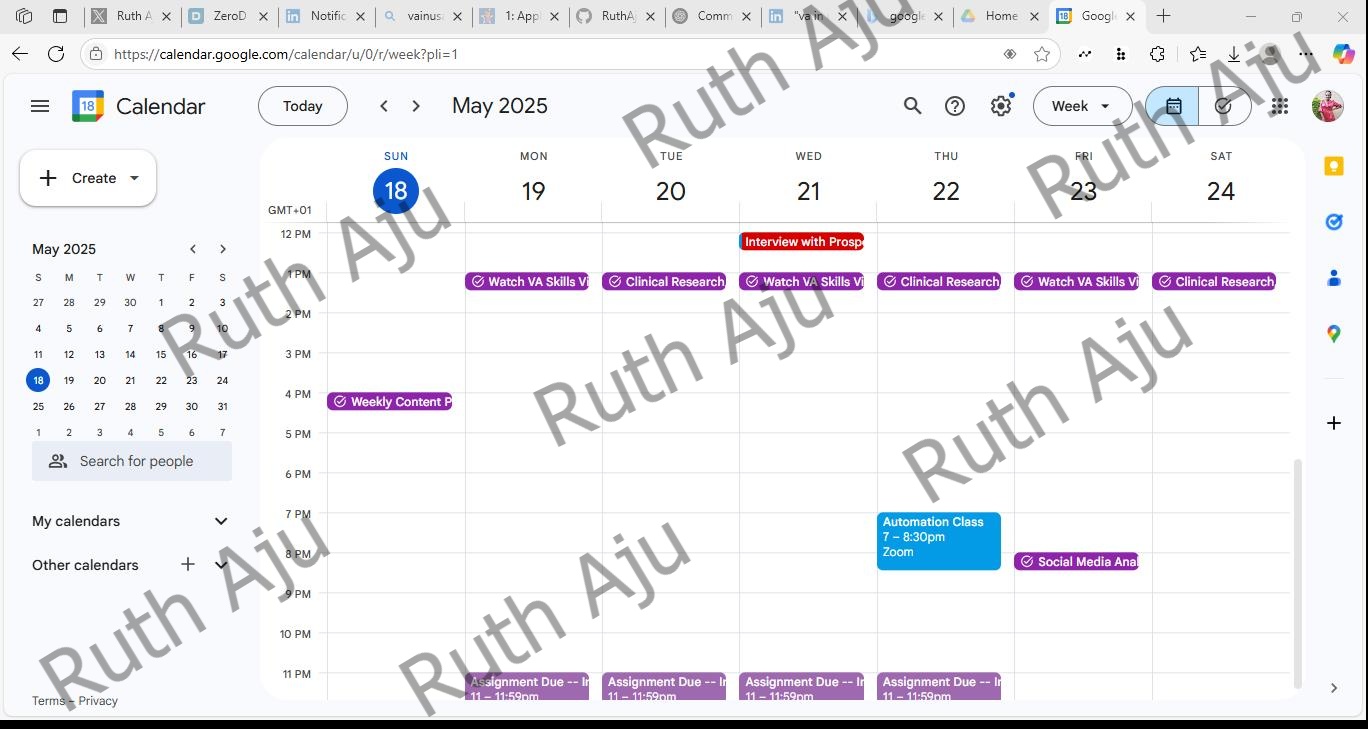 Ruth A
ZeroD
Notific
vainus
1: Appl
RuthAj
Comm
"va in
google
Home
Google
https://calendar.google.com/calendar/u/0/r/week?pli=1
18
Calendar
Today
May 2025
Week
Create
SUN
MON
TUE
WED
THU
FRI
SAT
18
19
20
21
22
23
24
GMT+01
May 2025
S M T W T F S
27 28 29 30 1 2 3
4 5 6 7 8 9 10
11 12 13 14 15 16 17
18 19 20 21 22 23 24
25 26 27 28 29 30 31
1 2 3 4 5 6 7
Search for people
My calendars
Other calendars
Terms – Privacy
12 PM
Interview with Prosp
1 PM
Watch VA Skills Vi
Clinical Research
Watch VA Skills Vi
Clinical Research
Watch VA Skills Vi
Clinical Research
2 PM
3 PM
4 PM
Weekly Content P
5 PM
6 PM
7 PM
Automation Class
7 – 8:30pm
Zoom
8 PM
Social Media Anal
9 PM
10 PM
11 PM
Assignment Due -- In
11 – 11:59pm
Assignment Due -- In
11 – 11:59pm
Assignment Due -- In
11 – 11:59pm
Assignment Due -- In
11 – 11:59pm
Ruth Aju
Ruth Aju
Ruth Aju
Ruth Aju
Ruth Aju
Ruth Aju
Ruth Aju